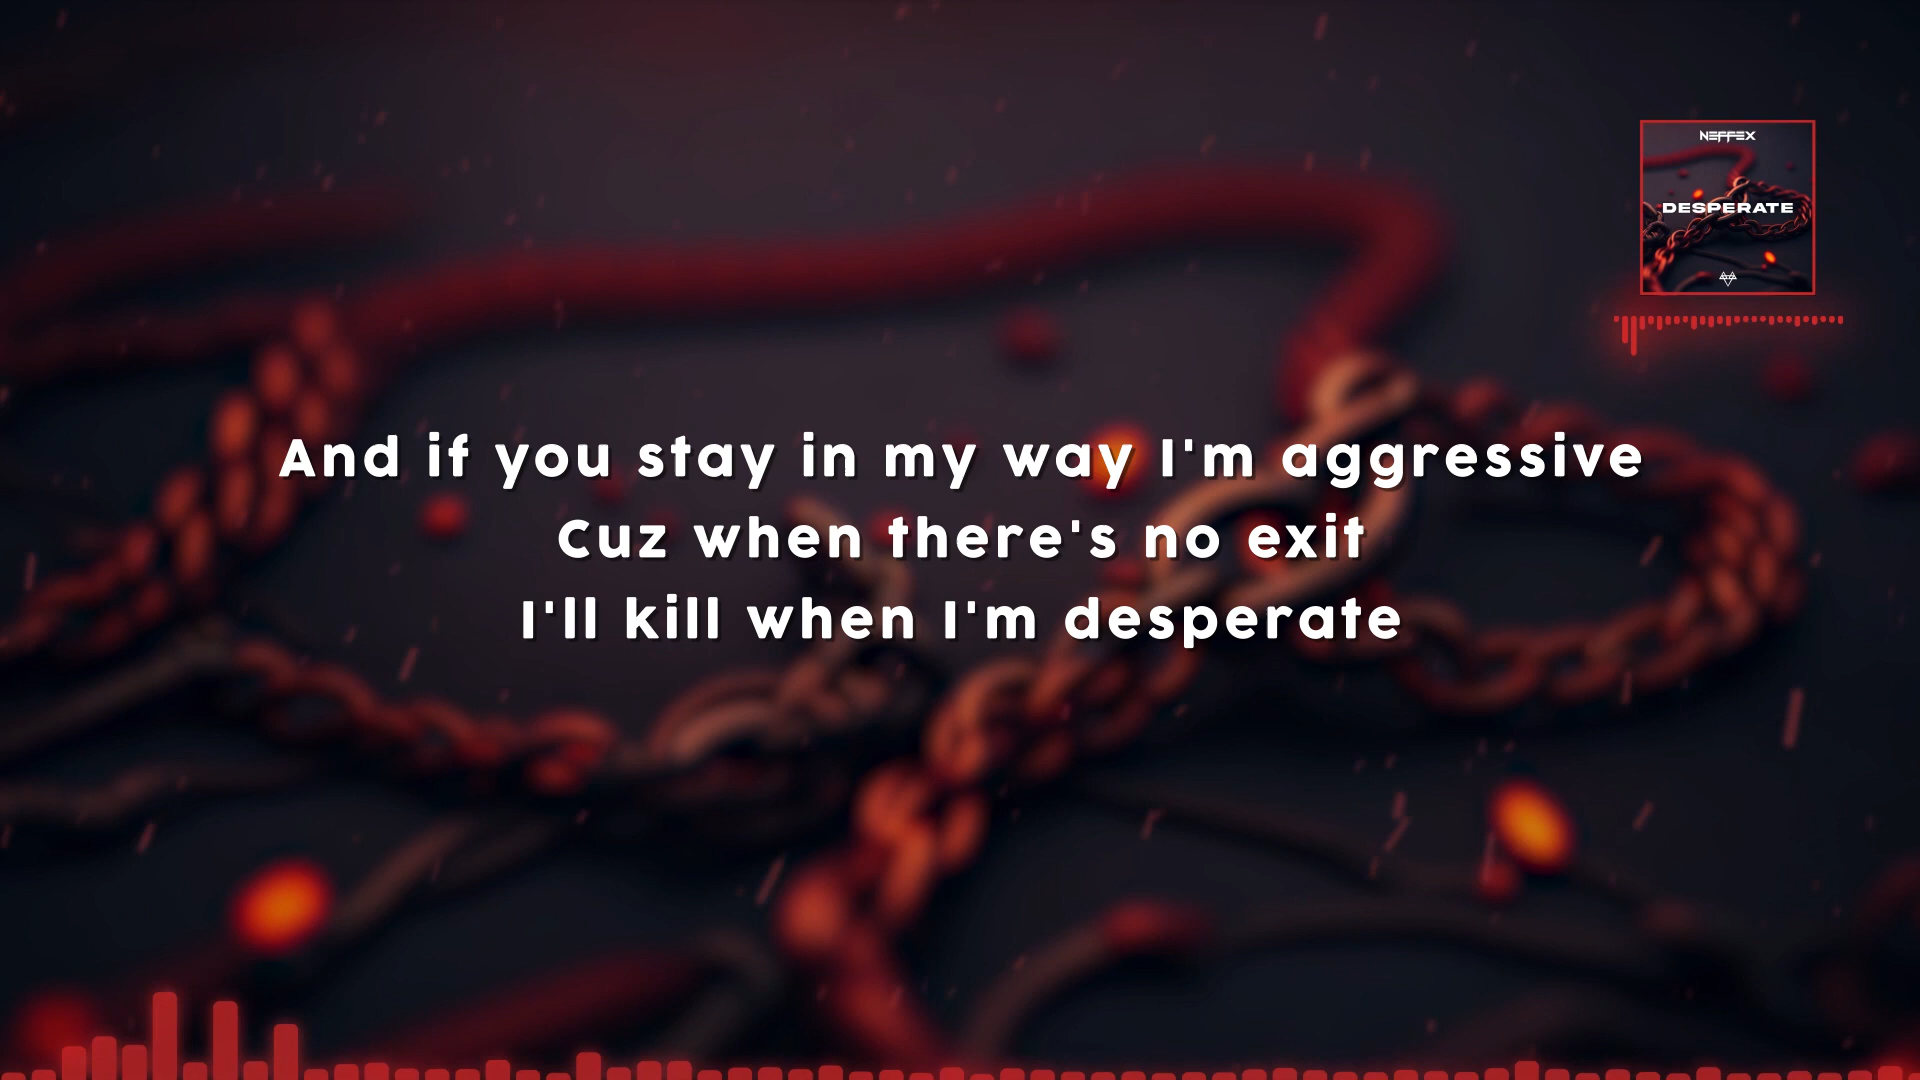 NEFFEX
DESPERATE
And if you stay in my way I'm aggressive
Cuz when there's no exit
I'll kill when I'm desperate